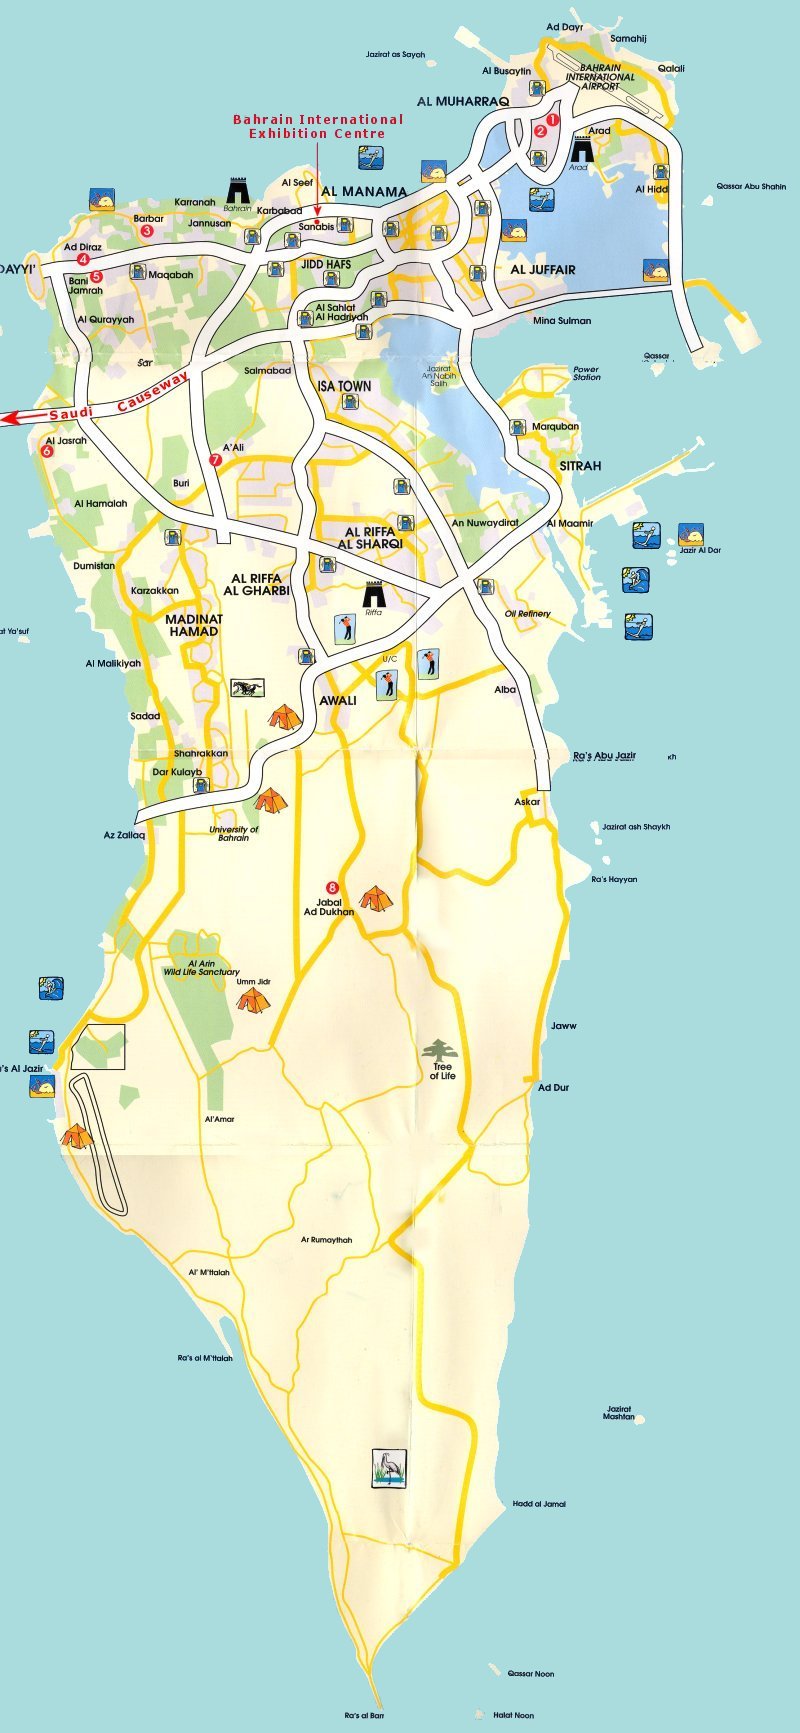 Ad Dayr
Samahij
Jazirat as Sayah
Al Busaytin
BAHRAIN
INTERNATIONAL
AIRPORT
Qalali
AL MUHARRAQ
Bahrain International
Exhibition Centre
1
2
Arad
Arad
Al Seef
AL MANAMA
Al Hidd
Qassar Abu Shahin
Karranah
Bahrain
Karbabad
Barbar
3
Jannusan
Sanabis
Ad Diraz
4
DAYYI'
5
Bani
Jamrah
Maqabah
JIDD HAFS
AL JUFFAIR
Al Qurayyah
Al Sahlat
Al Hadriyah
Mina Sulman
Sar
Salmabad
Jazirat
An Nabih
Salih
Qassar
Power
Station
Saudi Causeway
ISA TOWN
Marquban
Al Jasrah
6
A'Ali
7
SITRAH
Buri
Al Hamalah
An Nuwaydirat
Al Maamir
AL RIFFA
AL SHARQI
Jazir Al Dar
Dumistan
AL RIFFA
AL GHARBI
Karzakkan
Riffa
Oil Refinery
MADINAT
HAMAD
at Ya'suf
Al Malikiyah
U/C
AWALI
Alba
Sadad
Shahrakkan
Ra's Abu Jazir
Dar Kulayb
Askar
Az Zallaq
University of
Bahrain
Jazirat ash Shaykh
8
Jabal
Ad Dukhan
Ra's Hayyan
Al Arin
Wild Life Sanctuary
Umm Jidr
Jaww
Tree
of Life
's Al Jazir
Ad Dur
Al'Amar
Ar Rumaythah
Al' M'ttalah
Ra's al M'ttalah
Jazirat
Mashtan
Hadd al Jamal
Qassar Noon
Ra's al Barr
Halat Noon